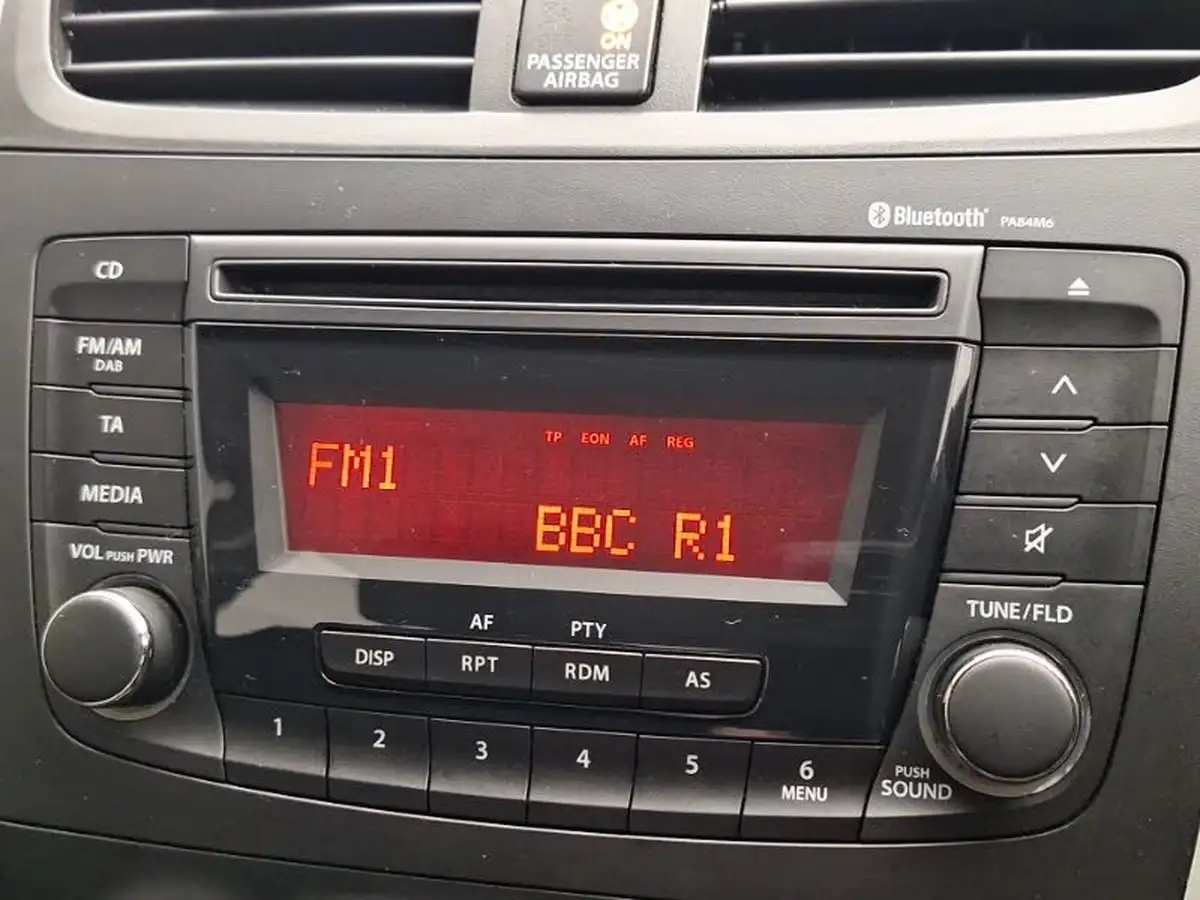 ON
PASSENGER
AIRBAG
Bluetooth® PA84M6
CD
FM/AM
DAB
TA
MEDIA
VOL PUSH PWR
TP EON AF REG
FM1
BBC R1
TUNE/FLD
AF PTY
DISP RPT RDM AS
1 2 3 4 5 6
MENU
PUSH
SOUND